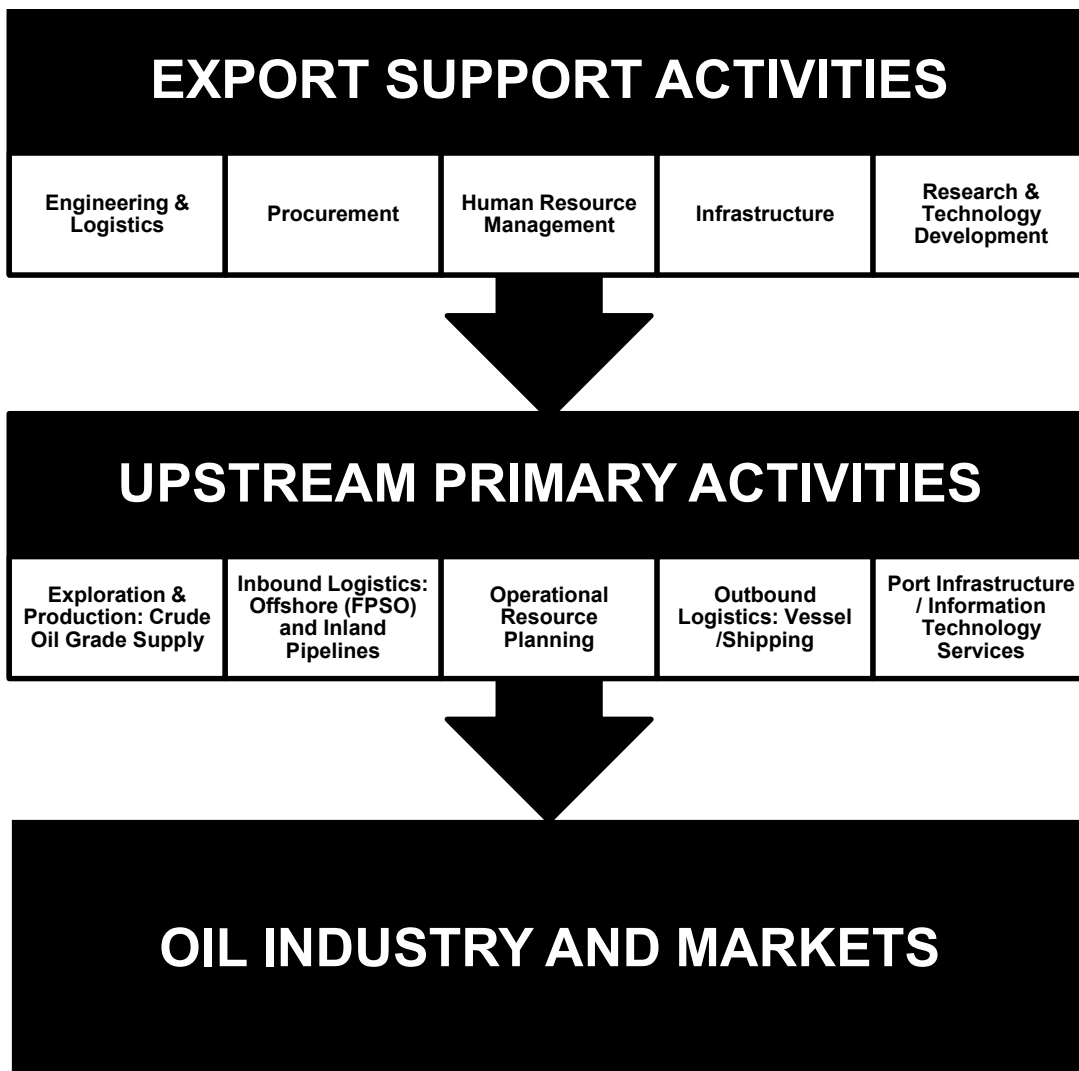 EXPORT SUPPORT ACTIVITIES
Engineering &
Logistics
Procurement
Human Resource
Management
Infrastructure
Research &
Technology
Development
UPSTREAM PRIMARY ACTIVITIES
Exploration &
Production: Crude
Oil Grade Supply
Inbound Logistics:
Offshore (FPSO)
and Inland
Pipelines
Operational
Resource
Planning
Outbound
Logistics: Vessel
/Shipping
Port Infrastructure
/ Information
Technology
Services
OIL INDUSTRY AND MARKETS